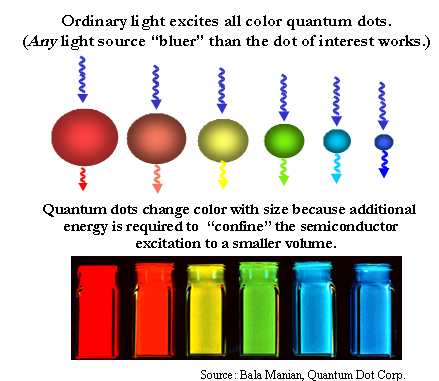 Ordinary light excites all color quantum dots.
(Any light source “bluer” than the dot of interest works.)
Quantum dots change color with size because additional
energy is required to “confine” the semiconductor
excitation to a smaller volume.
Source: Bala Manian, Quantum Dot Corp.